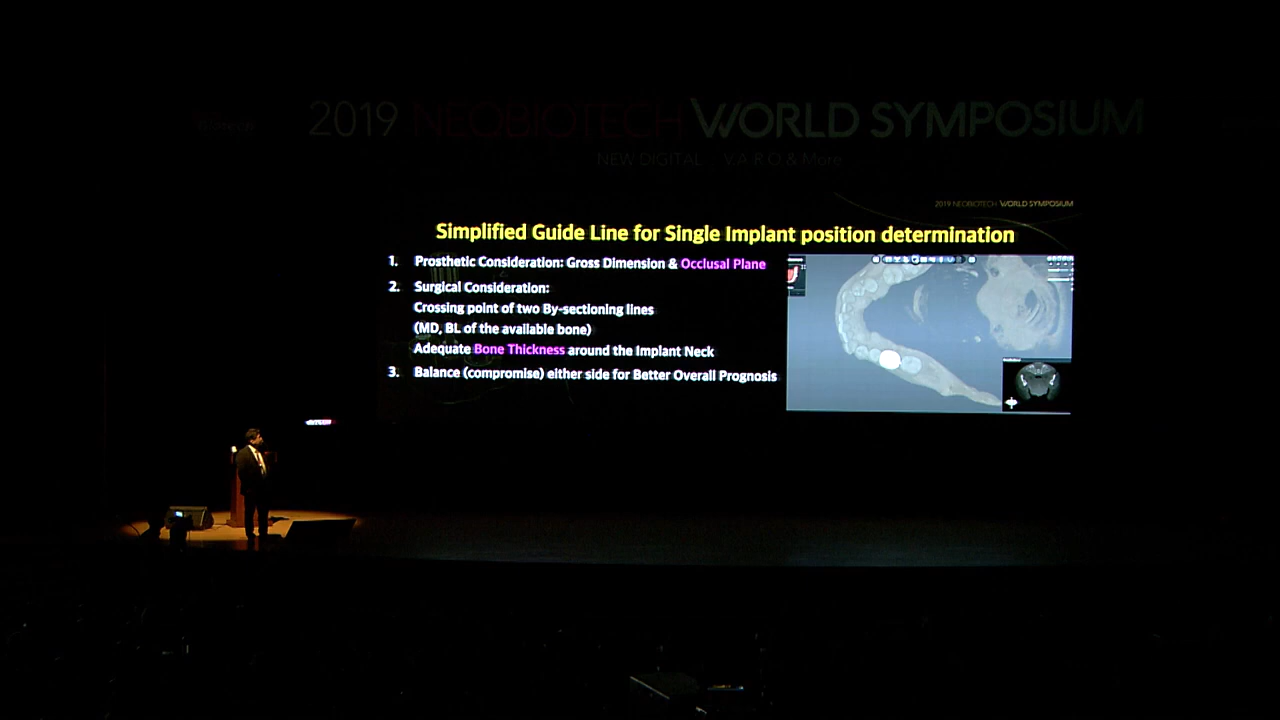 2019 NEOBIOTECH WORLD SYMPOSIUM
NEW DIGITAL V.A.R.O & More
2019 NEOBIOTECH WORLD SYMPOSIUM
Simplified Guide Line for Single Implant position determination
1. Prosthetic Consideration: Gross Dimension & Occlusal Plane
2. Surgical Consideration:
Crossing point of two By-sectioning lines
(MD, BL of the available bone)
Adequate Bone Thickness around the Implant Neck
3. Balance (compromise) either side for Better Overall Prognosis